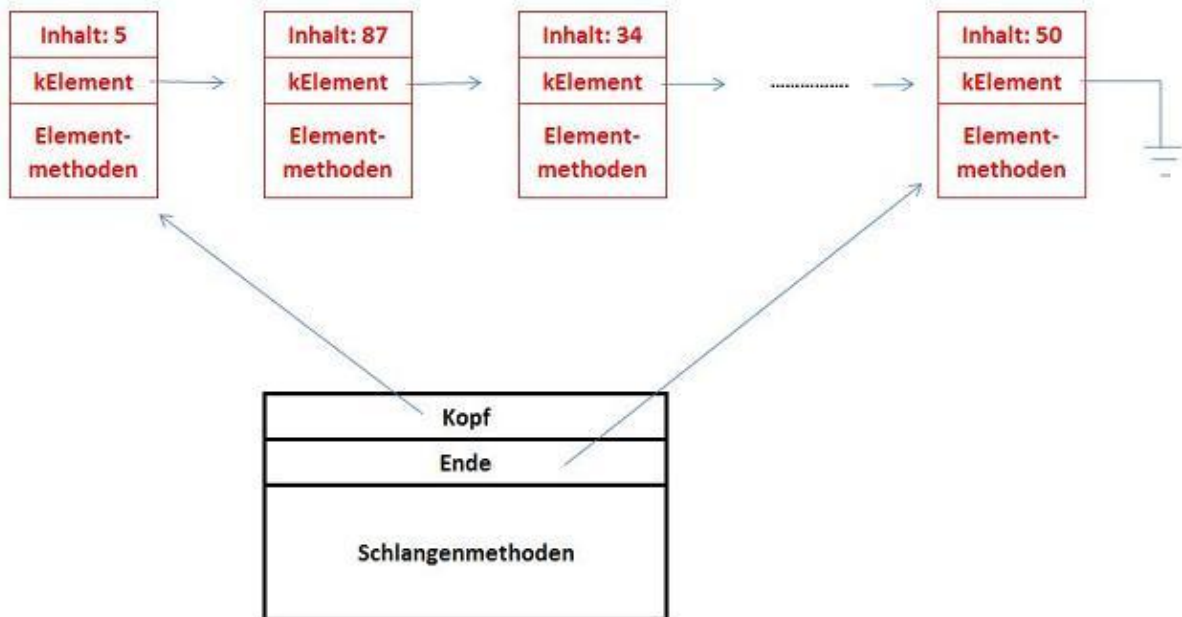 Inhalt: 5
kElement
Element-
methoden
Inhalt: 87
kElement
Element-
methoden
Inhalt: 34
kElement
Element-
methoden
...............
Inhalt: 50
kElement
Element-
methoden
Kopf
Ende
Schlangenmethoden